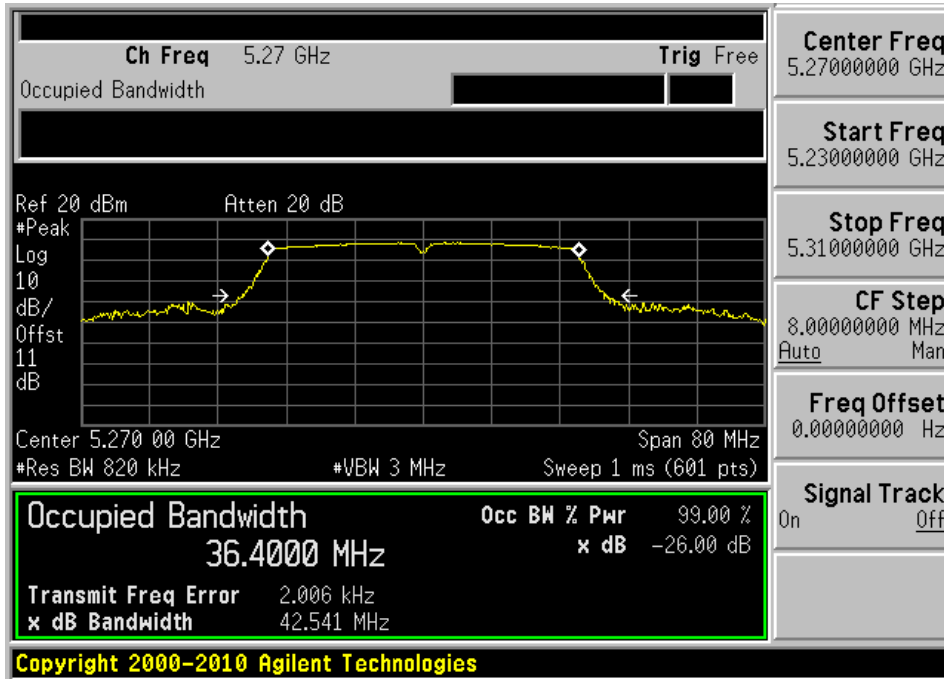 Ch Freq 5.27 GHz Trig Free
Occupied Bandwidth
Ref 20 dBm Atten 20 dB
#Peak
Log
10
dB/
Offst
11
dB
Center 5.270 00 GHz Span 80 MHz
#Res BW 820 kHz #VBW 3 MHz Sweep 1 ms (601 pts)
Occupied Bandwidth Occ BW % Pwr 99.00 %
36.4000 MHz x dB -26.00 dB
Transmit Freq Error 2.006 kHz
x dB Bandwidth 42.541 MHz
Copyright 2000-2010 Agilent Technologies
Center Freq
5.27000000 GHz
Start Freq
5.23000000 GHz
Stop Freq
5.31000000 GHz
CF Step
8.00000000 MHz
Auto Man
Freq Offset
0.00000000 Hz
Signal Track
On Off